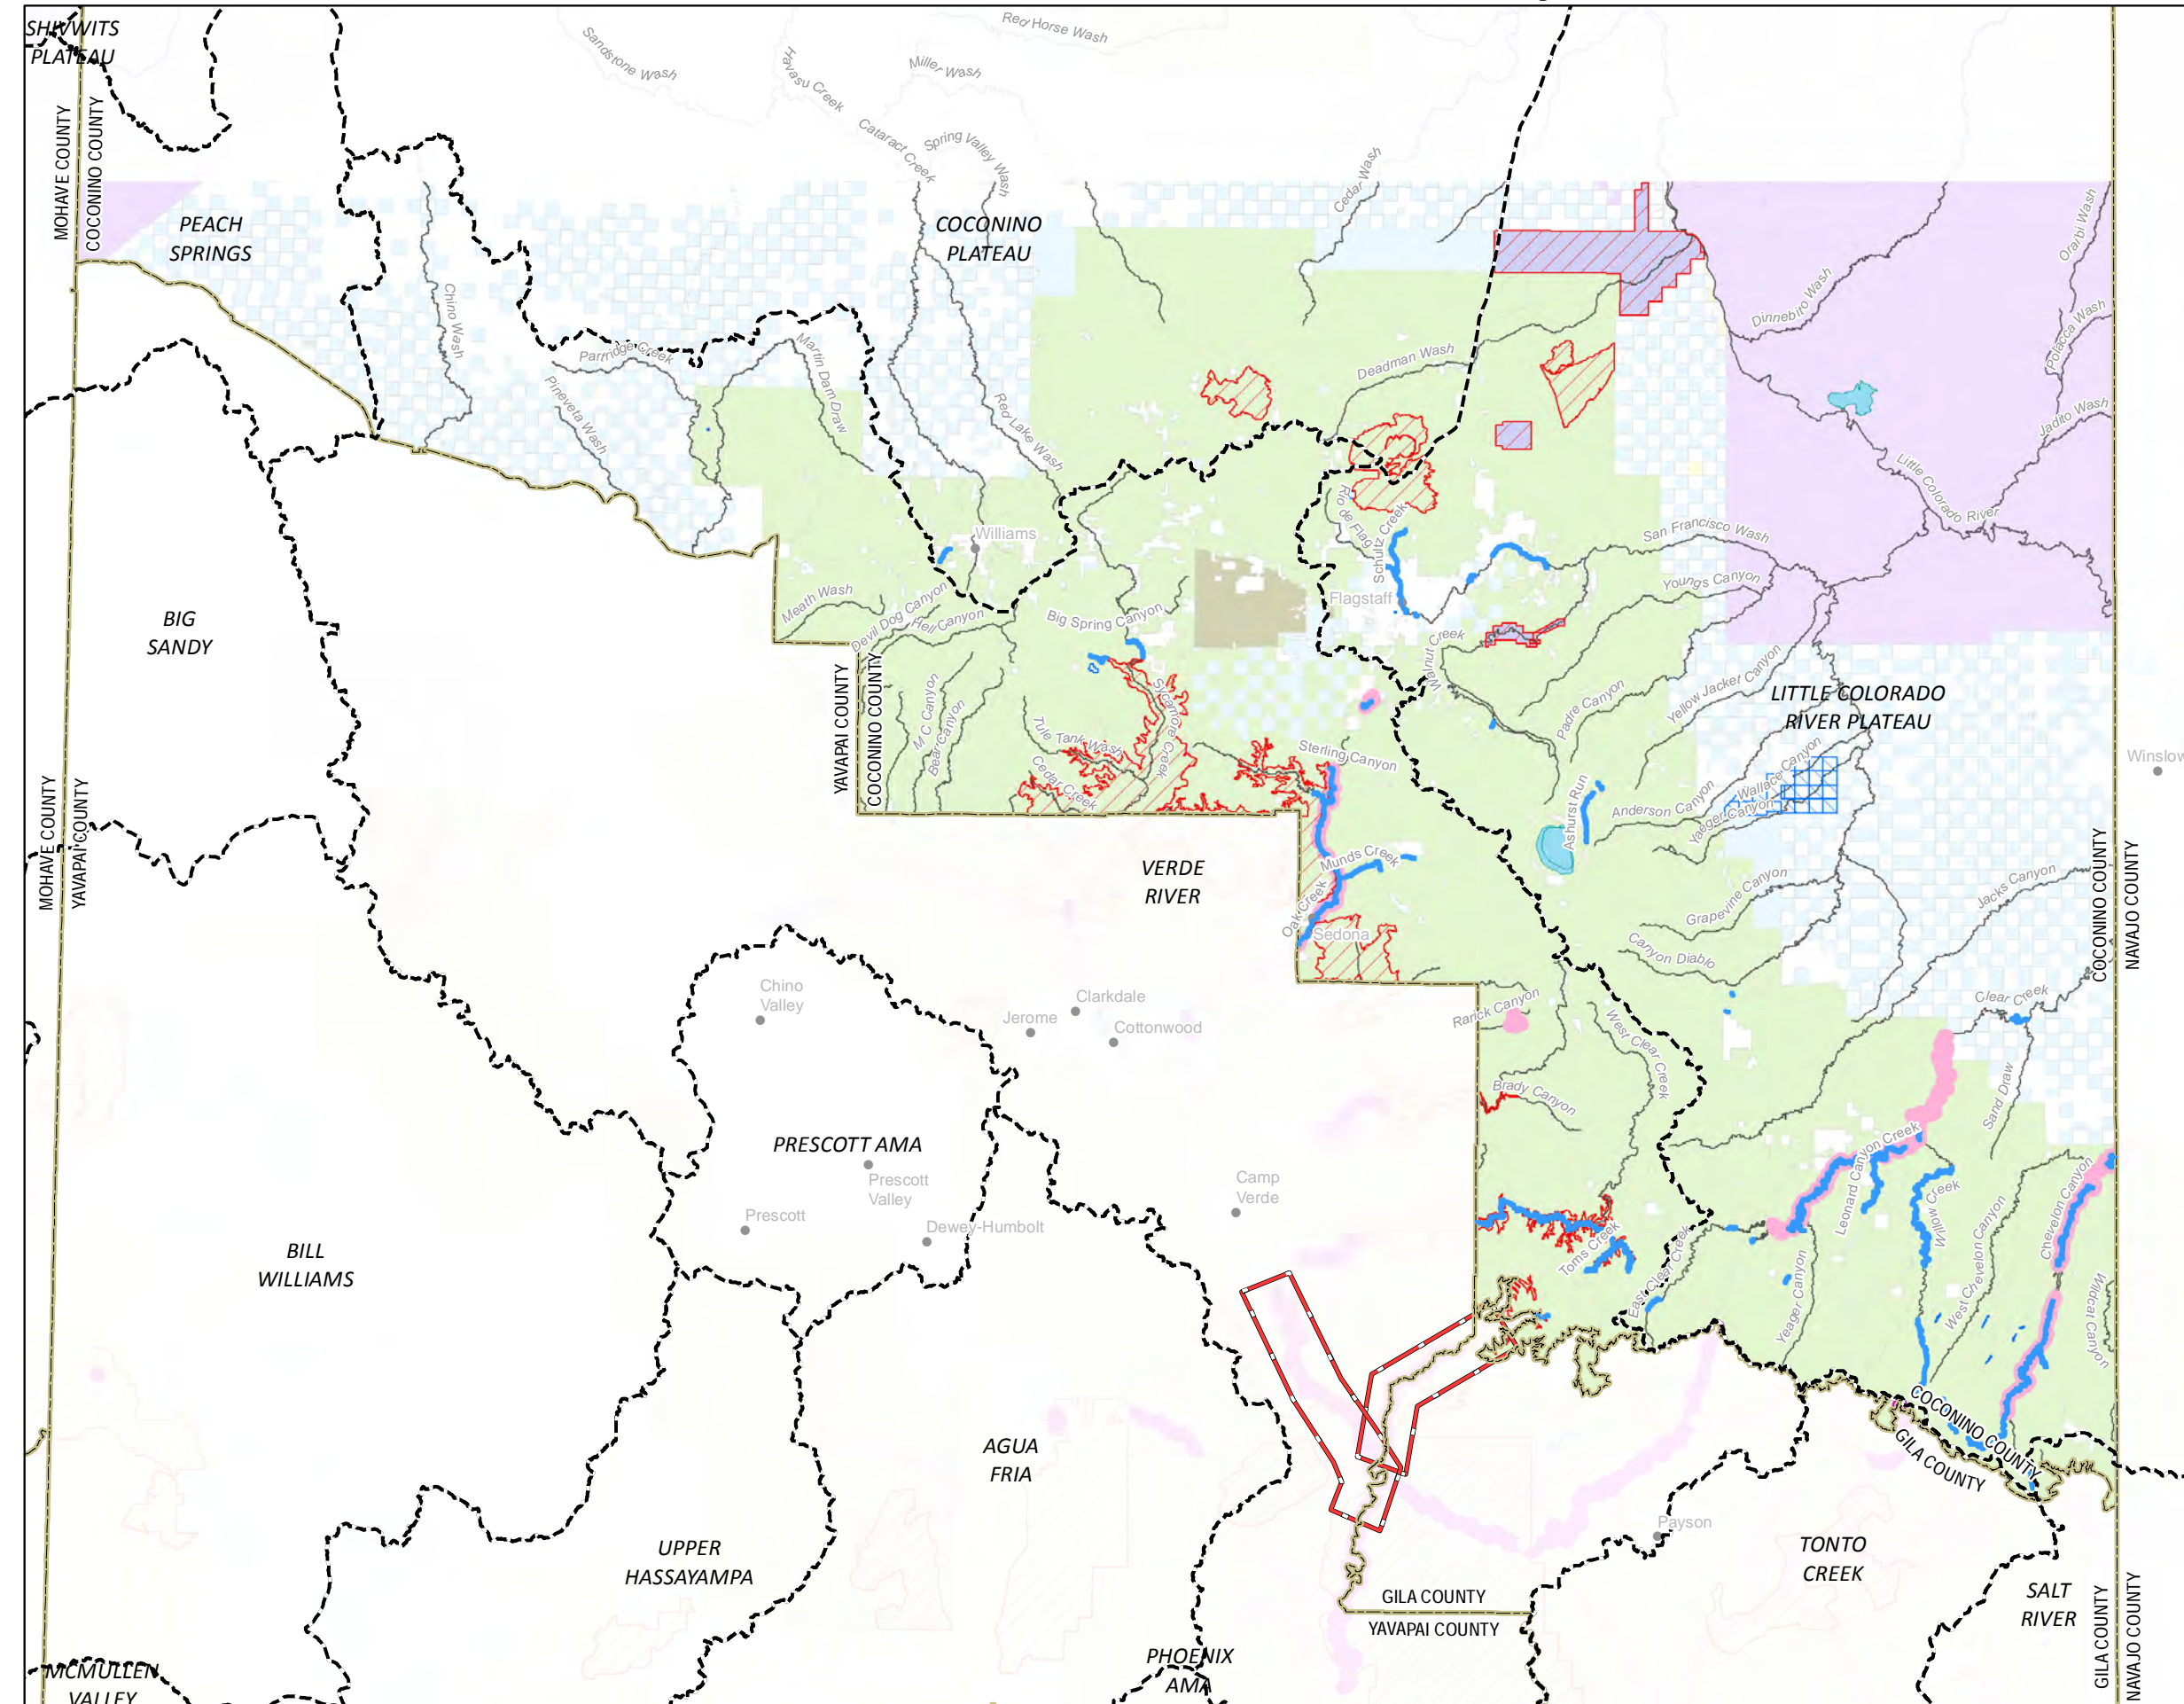 SHIVWITS
PLATEAU
Red Horse Wash
Sandstone Wash
Havasu Creek
Miller Wash
Cataract Creek
Spring Valley Wash
Cedar Wash
MOHAVE COUNTY
COCONINO COUNTY
PEACH
SPRINGS
COCONINO
PLATEAU
Oraibi Wash
Dinnebito Wash
Polacca Wash
Chino Wash
Partridge Creek
Martin Dam Draw
Deadman Wash
Pineveta Wash
Red Lake Wash
Jadito Wash
Little Colorado River
Rio de Flag
Schultz Creek
San Francisco Wash
Williams
Youngs Canyon
Flagstaff
Meath Wash
Devil Dog Canyon
Hell Canyon
Big Spring Canyon
BIG
SANDY
Walnut Creek
YAVAPAI COUNTY
COCONINO COUNTY
M C Canyon
Bear Canyon
Tule Tank Wash
Cedar Creek
Sycamore Creek
Sterling Canyon
Padre Canyon
Yellow Jacket Canyon
LITTLE COLORADO
RIVER PLATEAU
Winslow
MOHAVE COUNTY
YAVAPAI COUNTY
Ashurst Run
Anderson Canyon
Wallace Canyon
Yaeger Canyon
VERDE
RIVER
Munds Creek
Oak Creek
Sedona
Grapevine Canyon
Jacks Canyon
Canyon Diablo
COCONINO COUNTY
NAVAJO COUNTY
Chino
Valley
Clarkdale
Jerome
Cottonwood
Rarick Canyon
West Clear Creek
Clear Creek
Brady Canyon
Sand Draw
PRESCOTT AMA
Prescott
Valley
Prescott
Dewey-Humbolt
Camp
Verde
Leonard Canyon Creek
Willow Creek
West Chevelon Canyon
Chevelon Canyon
Wildcat Canyon
Toms Creek
East Clear Creek
Yeager Canyon
BILL
WILLIAMS
AGUA
FRIA
COCONINO COUNTY
GILA COUNTY
Payson
UPPER
HASSAYAMPA
TONTO
CREEK
SALT
RIVER
GILA COUNTY
YAVAPAI COUNTY
GILA COUNTY
NAVAJO COUNTY
PHOENIX
AMA
MCMULLEN
VALLEY